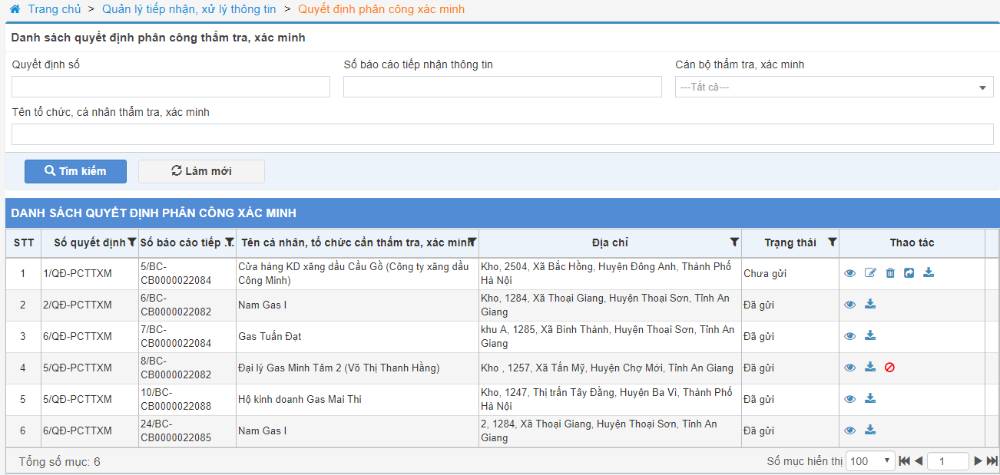 Trang chủ > Quản lý tiếp nhận, xử lý thông tin > Quyết định phân công xác minh
Danh sách quyết định phân công thẩm tra, xác minh
Quyết định số
Số báo cáo tiếp nhận thông tin
Cán bộ thẩm tra, xác minh
---Tất cả---
Tên tổ chức, cá nhân thẩm tra, xác minh
Tìm kiếm
Làm mới
DANH SÁCH QUYẾT ĐỊNH PHÂN CÔNG XÁC MINH
STT Số quyết định Số báo cáo tiếp ... Tên cá nhân, tổ chức cần thẩm tra, xác minh Địa chỉ Trạng thái Thao tác
1 1/QĐ-PCTTXM 5/BC-
CB0000022084 Cửa hàng KD xăng dầu Cầu Gồ (Công ty xăng dầu
Công Minh) Kho, 2504, Xã Bắc Hồng, Huyện Đông Anh, Thành Phố
Hà Nội Chưa gửi
2 2/QĐ-PCTTXM 6/BC-
CB0000022082 Nam Gas I Kho, 1284, Xã Thoại Giang, Huyện Thoại Sơn, Tỉnh An
Giang Đã gửi
3 6/QĐ-PCTTXM 7/BC-
CB0000022084 Gas Tuấn Đạt khu A, 1285, Xã Bình Thành, Huyện Thoại Sơn, Tỉnh An
Giang Đã gửi
4 5/QĐ-PCTTXM 8/BC-
CB0000022082 Đại lý Gas Minh Tâm 2 (Võ Thị Thanh Hằng) Kho , 1257, Xã Tấn Mỹ, Huyện Chợ Mới, Tỉnh An Giang Đã gửi
5 5/QĐ-PCTTXM 10/BC-
CB0000022088 Hộ kinh doanh Gas Mai Thi Kho, 1247, Thị trấn Tây Đằng, Huyện Ba Vì, Thành Phố
Hà Nội Đã gửi
6 6/QĐ-PCTTXM 24/BC-
CB0000022085 Nam Gas I 2, 1284, Xã Thoại Giang, Huyện Thoại Sơn, Tỉnh An
Giang Đã gửi
Tổng số mục: 6
Số mục hiển thị 100 1